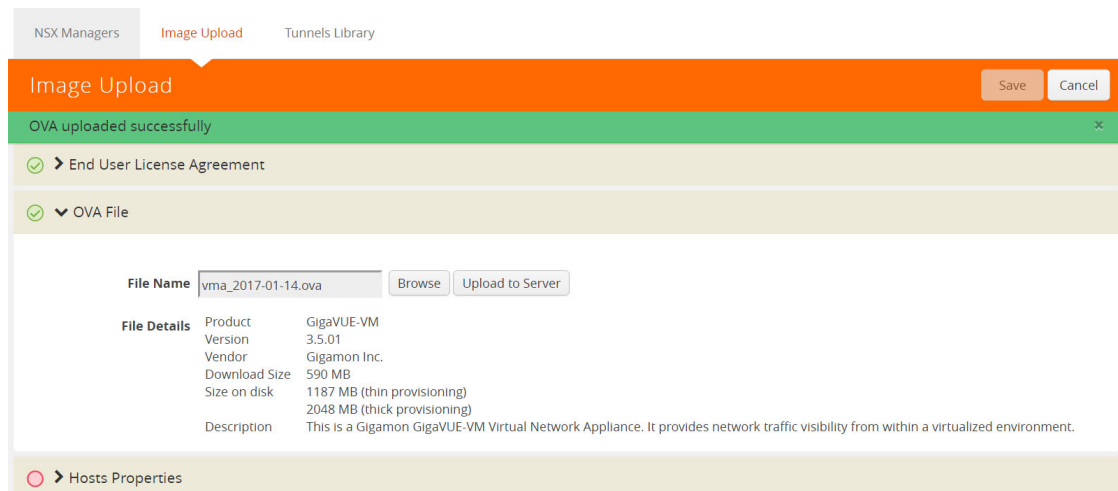 NSX Managers Image Upload Tunnels Library
Image Upload Save Cancel
OVA uploaded successfully ×
End User License Agreement
OVA File
File Name vma_2017-01-14.ova Browse Upload to Server
File Details Product GigaVUE-VM
Version 3.5.01
Vendor Gigamon Inc.
Download Size 590 MB
Size on disk 1187 MB (thin provisioning)
2048 MB (thick provisioning)
Description This is a Gigamon GigaVUE-VM Virtual Network Appliance. It provides network traffic visibility from within a virtualized environment.
Hosts Properties